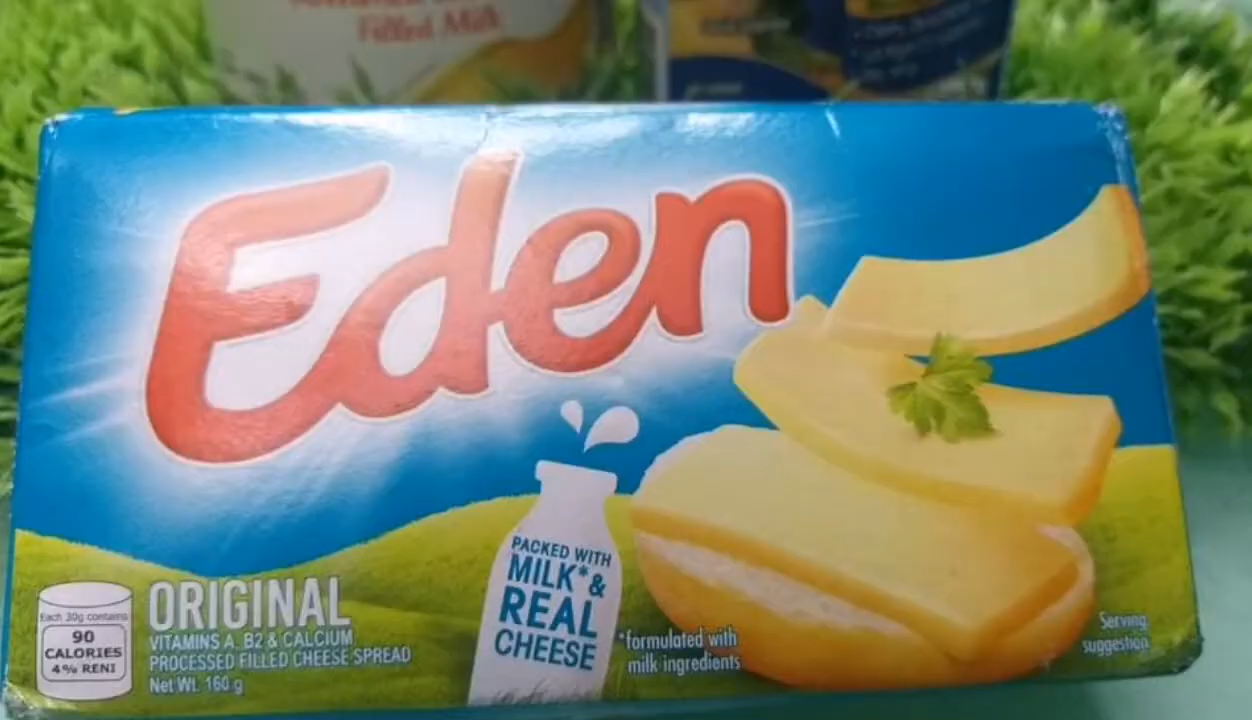 Filled Milk
Eden
PACKED WITH
MILK* &
REAL
CHEESE
*formulated with
milk ingredients
Serving
suggestion
Each 30g contains
90
CALORIES
4% RENI
ORIGINAL
VITAMINS A, B2 & CALCIUM
PROCESSED FILLED CHEESE SPREAD
Net Wt. 160 g